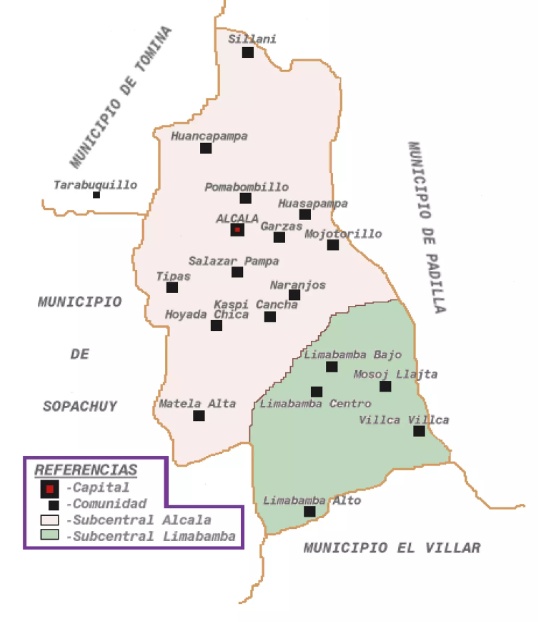 Sillani
MUNICIPIO DE TOMINA
Huancapampa
MUNICIPIO DE PADILLA
Tarabuquillo
Pomabombillo
Huasapampa
ALCALA
Garzas
Mojotorillo
Salazar Pampa
Tipas
Naranjos
Kaspi Cancha
Hoyada Chica
MUNICIPIO
DE
SOPACHUY
Limabamba Bajo
Mosoj Llajta
Limabamba Centro
Matela Alta
Villca Villca
Limabamba Alto
REFERENCIAS
-Capital
-Comunidad
-Subcentral Alcala
-Subcentral Limabamba
MUNICIPIO EL VILLAR